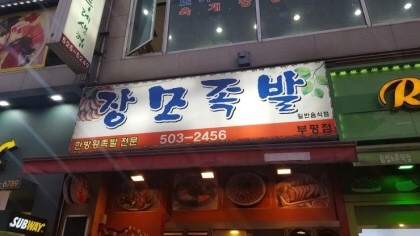 장모족발
일반음식점
한방왕족발 전문
503-2456
부평점
SUBWAY